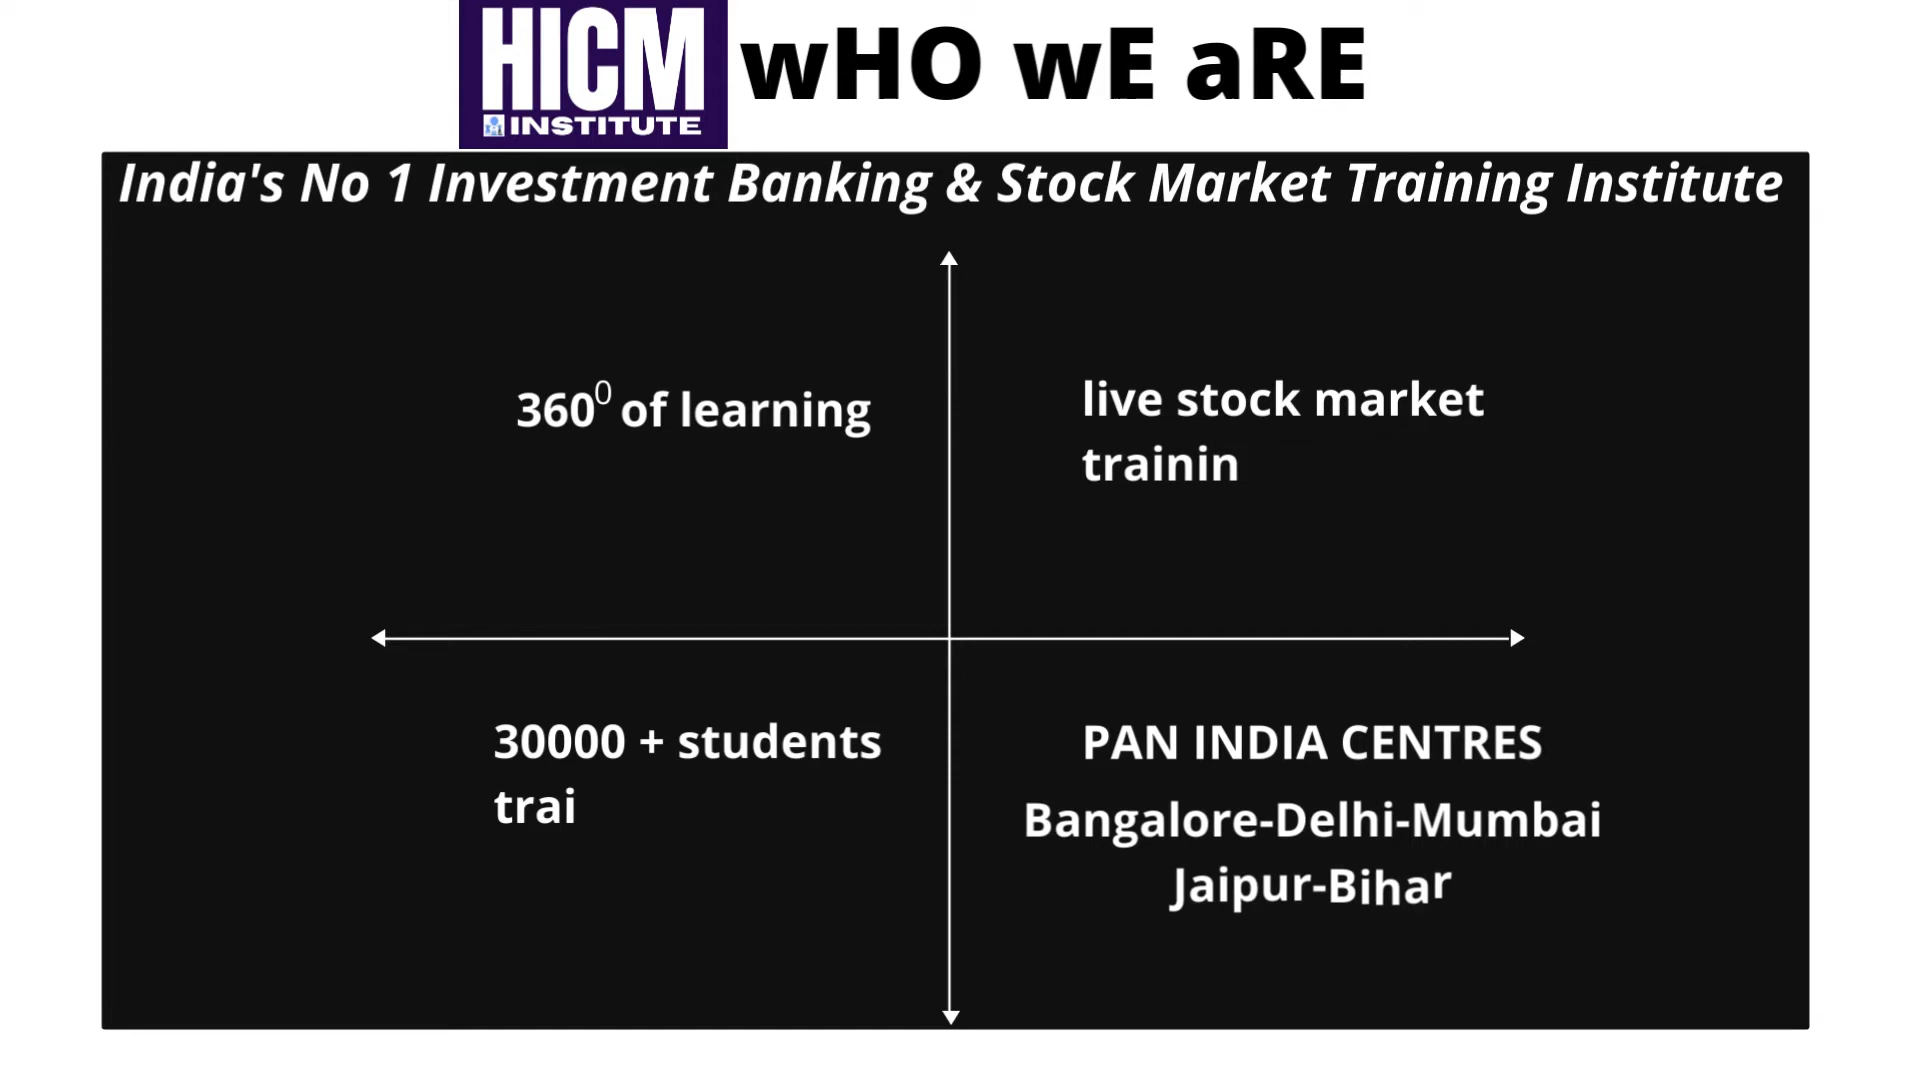 HICM
INSTITUTE
wHO wE aRE
India's No 1 Investment Banking & Stock Market Training Institute
360⁰ of learning
live stock market
trainin
30000 + students
trai
PAN INDIA CENTRES
Bangalore-Delhi-Mumbai
Jaipur-Bihar